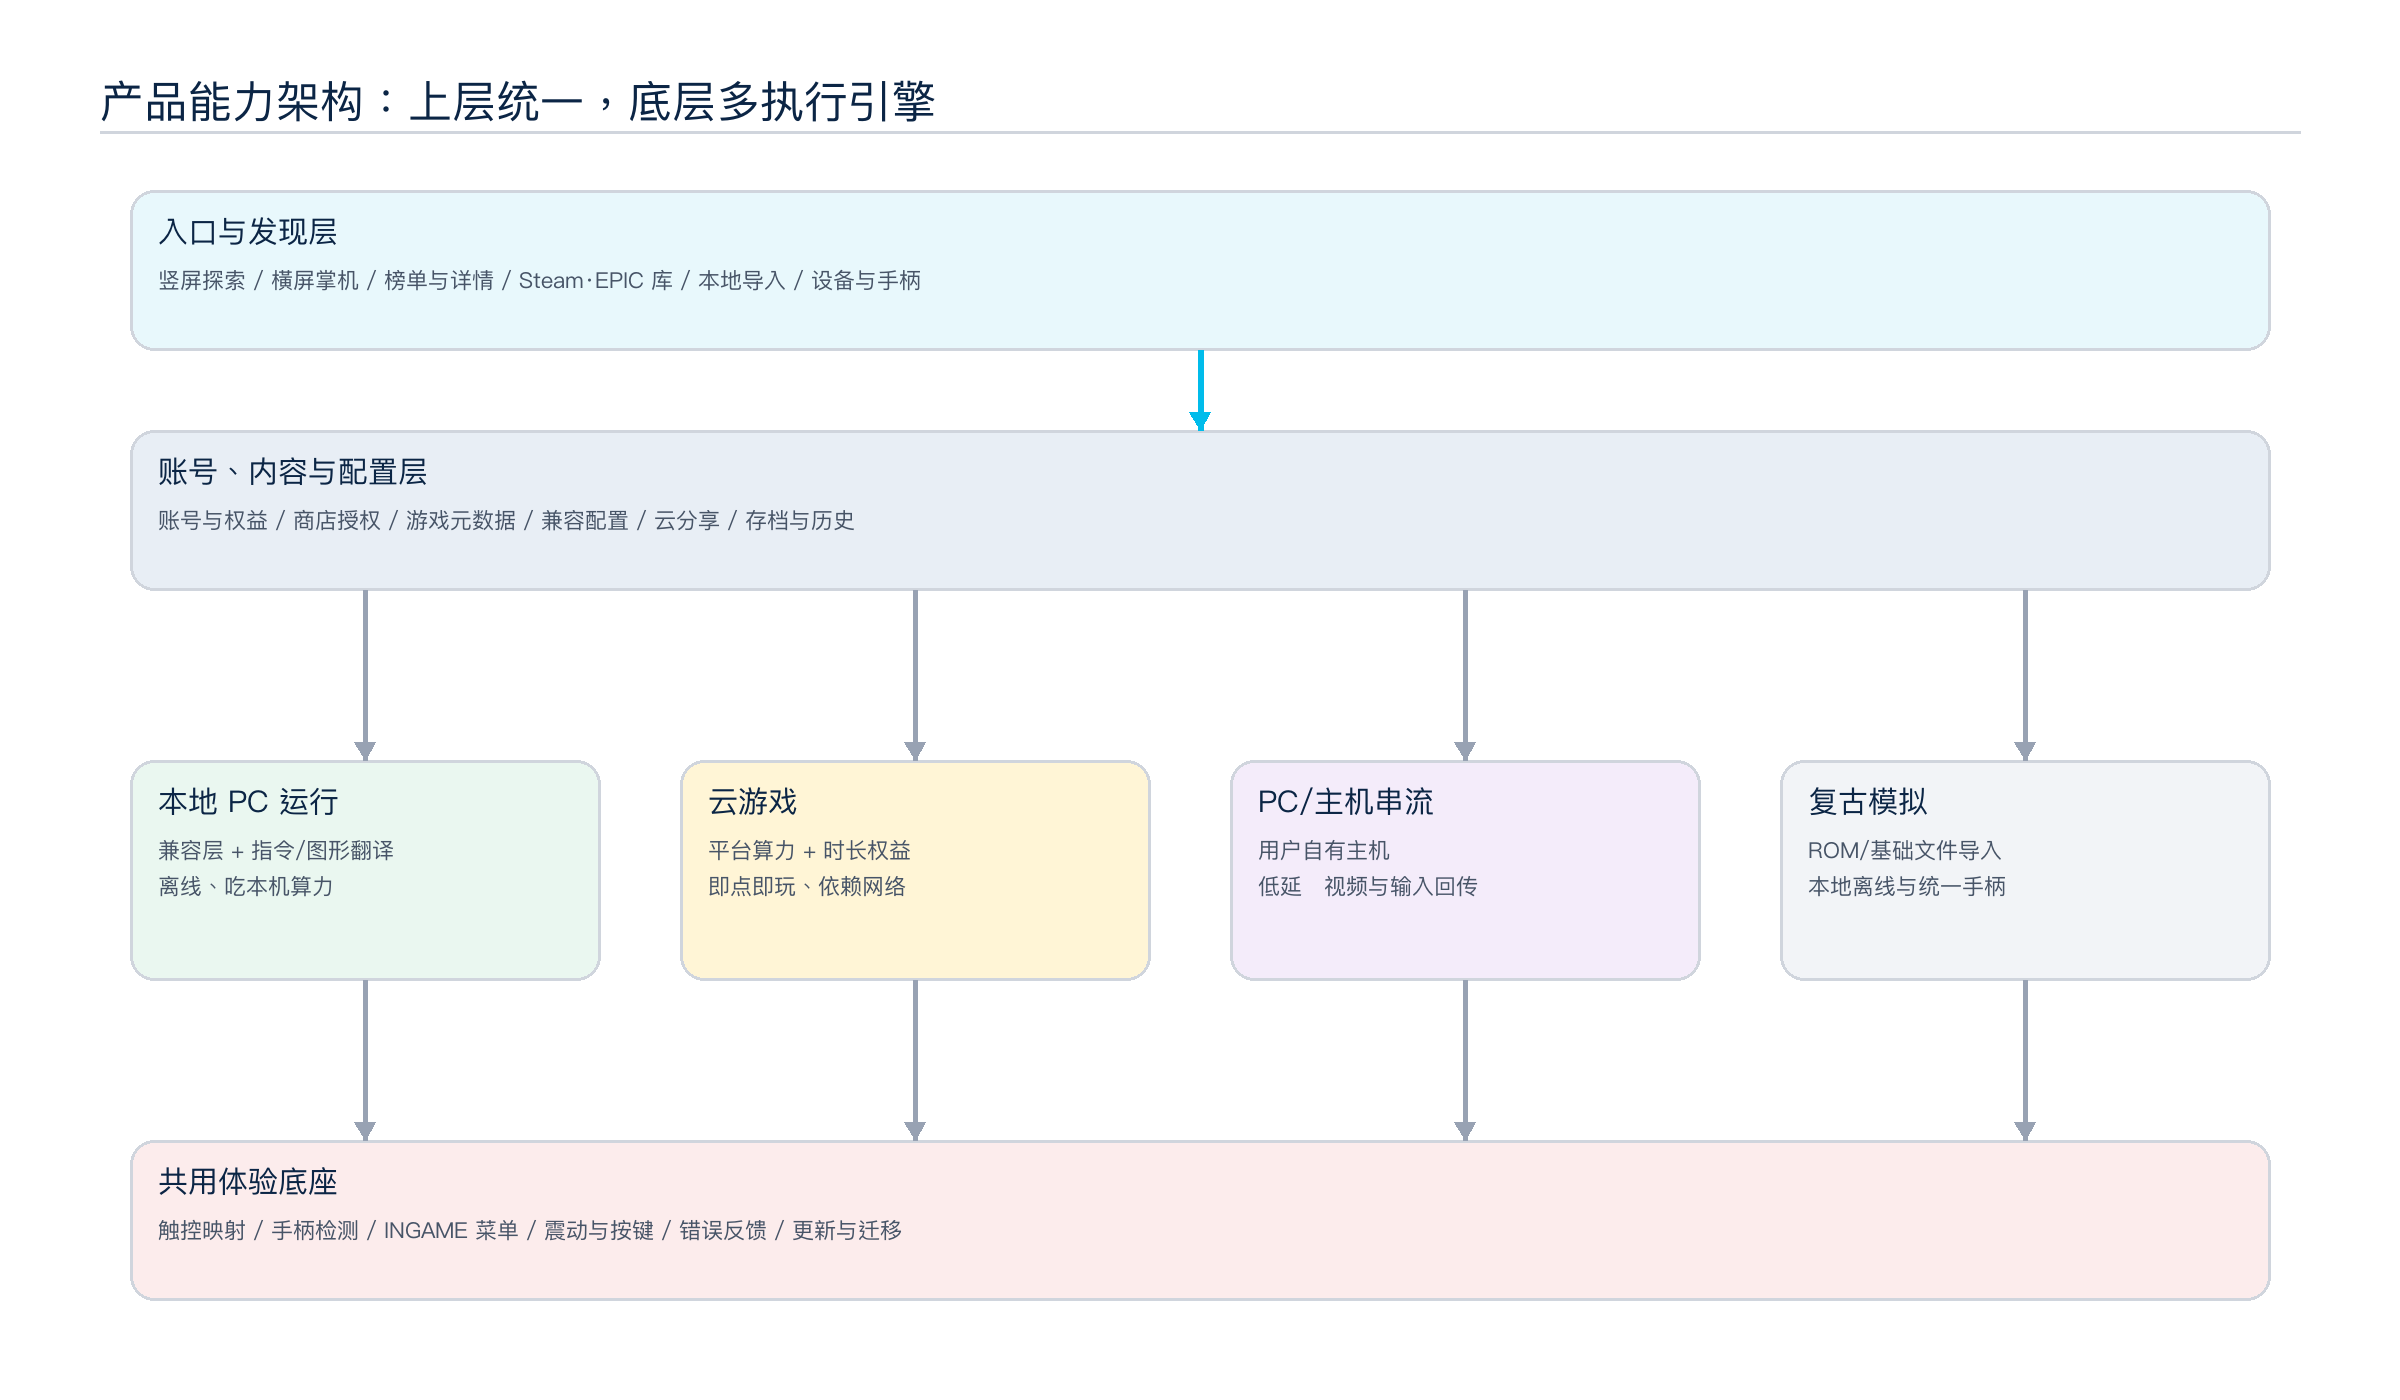 产品能力架构：上层统一，底层多执行引擎
入口与发现层
竖屏探索 / 横屏掌机 / 榜单与详情 / Steam·EPIC 库 / 本地导入 / 设备与手柄
账号、内容与配置层
账号与权益 / 商店授权 / 游戏元数据 / 兼容配置 / 云分享 / 存档与历史
本地 PC 运行
兼容层 + 指令/图形翻译
离线、吃本机算力
云游戏
平台算力 + 时长权益
即点即玩、依赖网络
PC/主机串流
用户自有主机
低延　视频与输入回传
复古模拟
ROM/基础文件导入
本地离线与统一手柄
共用体验底座
触控映射 / 手柄检测 / INGAME 菜单 / 震动与按键 / 错误反馈 / 更新与迁移